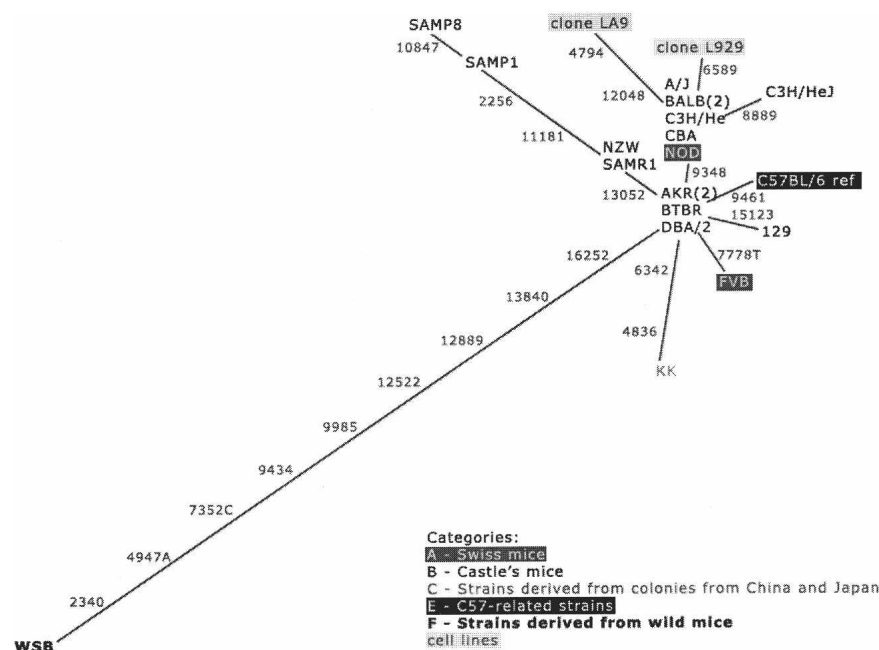 clone LA9
SAMP8
10847
4794
clone L929
SAMP1
6589
A/J
C3H/HeJ
2256
12048
BALB(2)
C3H/He
8889
11181
CBA
NZW
NOD
SAMR1
9348
C57BL/6 ref
13052
AKR(2)
9461
BTBR
15123
DBA/2
129
16252
6342
7778T
FVB
13840
4836
12889
KK
12522
9985
9434
7352C
Categories:
A - Swiss mice
4947A
B - Castle's mice
C - Strains derived from colonies from China and Japan
2340
E - C57-related strains
F - Strains derived from wild mice
WSB
cell lines